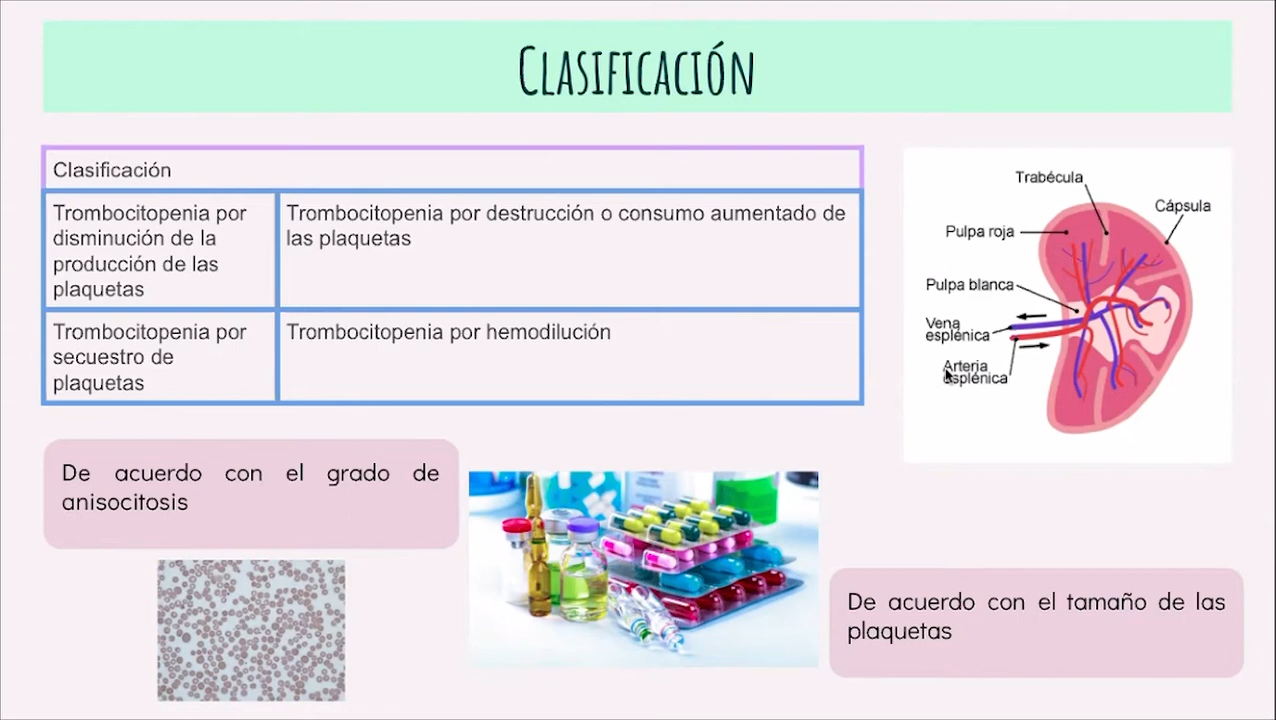 CLASIFICACIÓN
Clasificación
Trombocitopenia por
disminución de la
producción de las
plaquetas
Trombocitopenia por destrucción o consumo aumentado de
las plaquetas
Trombocitopenia por
secuestro de
plaquetas
Trombocitopenia por hemodilución
Trabécula
Cápsula
Pulpa roja
Pulpa blanca
Vena
esplénica
Arteria
esplénica
De acuerdo con el grado de
anisocitosis
De acuerdo con el tamaño de las
plaquetas